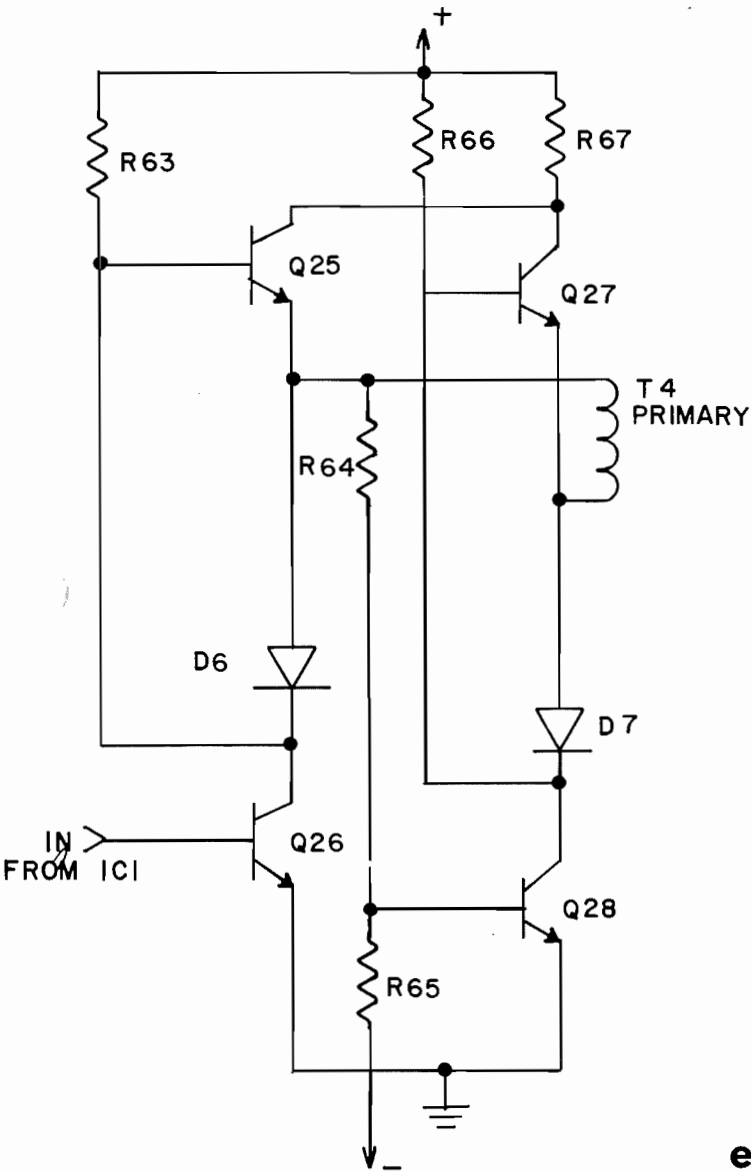 +
R63
R66
R67
Q25
Q27
T4
PRIMARY
R64
D6
D7
IN
FROM IC1
Q26
Q28
R65
-
e